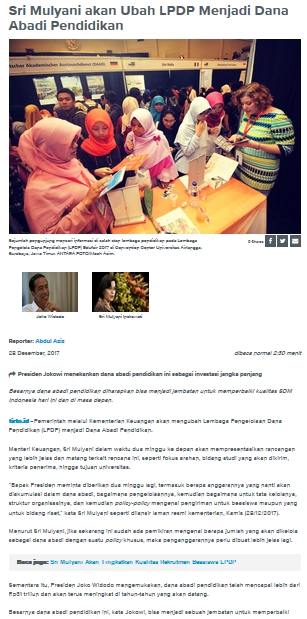 Sri Mulyani akan Ubah LPDP Menjadi Dana
Abadi Pendidikan
Sejumlah pengunjung mencari informasi di salah stan lembaga pendidikan pada Lembaga
Pengelola Dana Pendidikan (LPDP) Edufair 2017 di Convention Center Universitas Airlangga,
Surabaya, Jawa Timur. ANTARA FOTO/Moch Asim.
0 Shares
Joko Widodo
Sri Mulyani Indrawati
Reporter: Abdul Aziz
28 Desember, 2017
dibaca normal 2:30 menit
Presiden Jokowi menekankan dana abadi pendidikan ini sebagai investasi jangka panjang
Besarnya dana abadi pendidikan diharapkan bisa menjadi jembatan untuk memperbaiki kualitas SDM
Indonesia hari ini dan di masa depan.
tirto.id - Pemerintah melalui Kementerian Keuangan akan mengubah Lembaga Pengelolaan Dana
Pendidikan (LPDP) menjadi Dana Abadi Pendidikan.
Menteri Keuangan, Sri Mulyani dalam waktu dua minggu ke depan akan mempresentasikan rancangan
yang lebih jelas dan matang terkait rencana ini, seperti fokus arahan, bidang studi yang akan dikirim,
kriteria penerima, hingga tujuan universitas.
"Bapak Presiden meminta diberikan dua minggu lagi, termasuk berapa anggarannya yang nanti akan
diakumulasi dalam dana abadi, bagaimana pengelolaannya, kemudian bagaimana untuk tata kelolanya,
struktur organisasinya, dan kemudian policy-policy mengenai pengiriman untuk beasiswa maupun yang
untuk bidang riset," kata Sri Mulyani seperti dilansir laman resmi kementerian, Kamis (28/12/2017).
Menurut Sri Mulyani, jika sekarang ini sudah ada pemikiran mengenai berapa jumlah yang akan dikelola
sebagai dana abadi dengan suatu policy khusus, maka penganggarannya perlu dibuat lebih jelas lagi.
Baca juga: Sri Mulyani Akan Tingkatkan Kualitas Rekrutmen Beasiswa LPDP
Sementara itu, Presiden Joko Widodo mengemukakan, dana abadi pendidikan telah mencapai lebih dari
Rp31 triliun dan akan terus meningkat di tahun-tahun yang akan datang.
Besarnya dana abadi pendidikan ini, kata Jokowi, bisa menjadi sebuah jembatan untuk memperbaiki